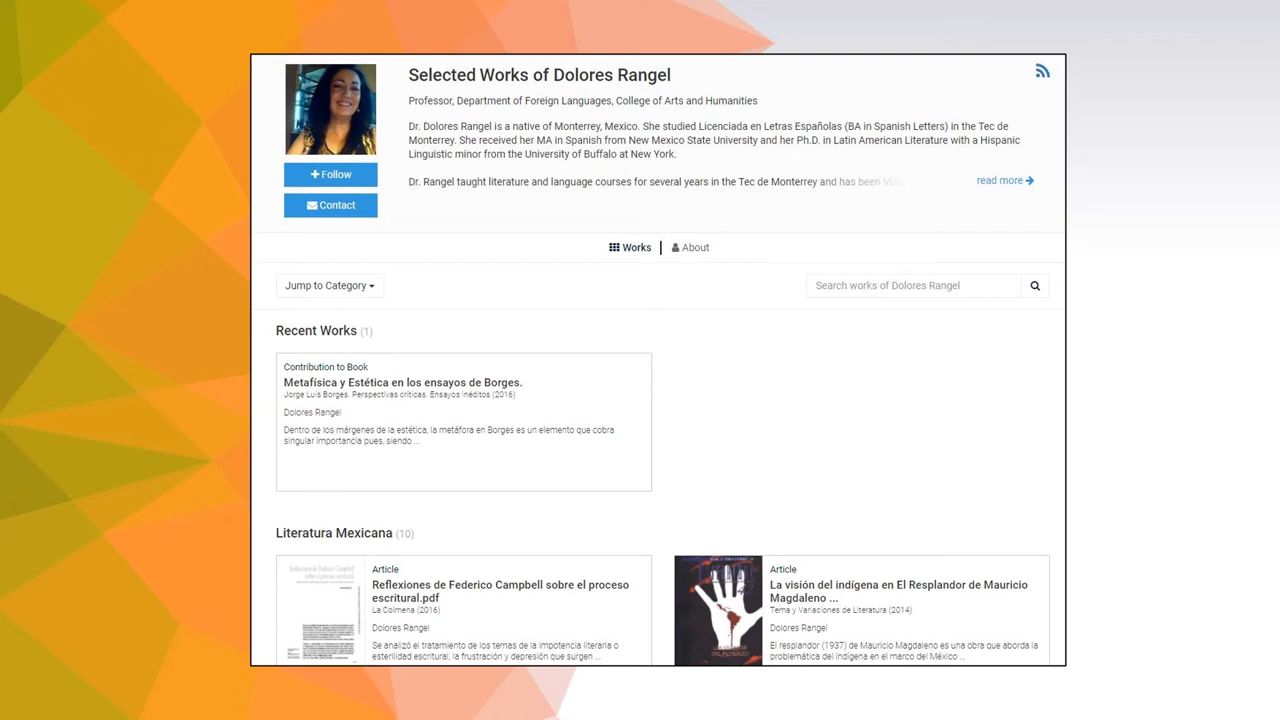 Selected Works of Dolores Rangel
Professor, Department of Foreign Languages, College of Arts and Humanities
Dr. Dolores Rangel is a native of Monterrey, Mexico. She studied Licenciada en Letras Españolas (BA in Spanish Letters) in the Tec de
Monterrey. She received her MA in Spanish from New Mexico State University and her Ph.D. in Latin American Literature with a Hispanic
Linguistic minor from the University of Buffalo at New York.
Dr. Rangel taught literature and language courses for several years in the Tec de Monterrey and has been
read more
Follow
Contact
Works
About
Jump to Category
Search works of Dolores Rangel
Recent Works (1)
Contribution to Book
Metafísica y Estética en los ensayos de Borges.
Jorge Luis Borges. Perspectivas críticas. Ensayos inéditos (2016)
Dolores Rangel
Dentro de los márgenes de la estética, la metáfora en Borges es un elemento que cobra
singular importancia pues, siendo ...
Literatura Mexicana (10)
Article
Reflexiones de Federico Campbell sobre el proceso
escritural.pdf
La Colmena (2016)
Dolores Rangel
Se analizó el tratamiento de los temas de la impotencia literaria o
esterilidad escritural, la frustración y depresión que surgen ...
Article
La visión del indígena en El Resplandor de Mauricio
Magdaleno ...
Tema y Variaciones de Literatura (2014)
Dolores Rangel
El resplandor (1937) de Mauricio Magdaleno es una obra que aborda la
problemática del indígena en el marco del México ...